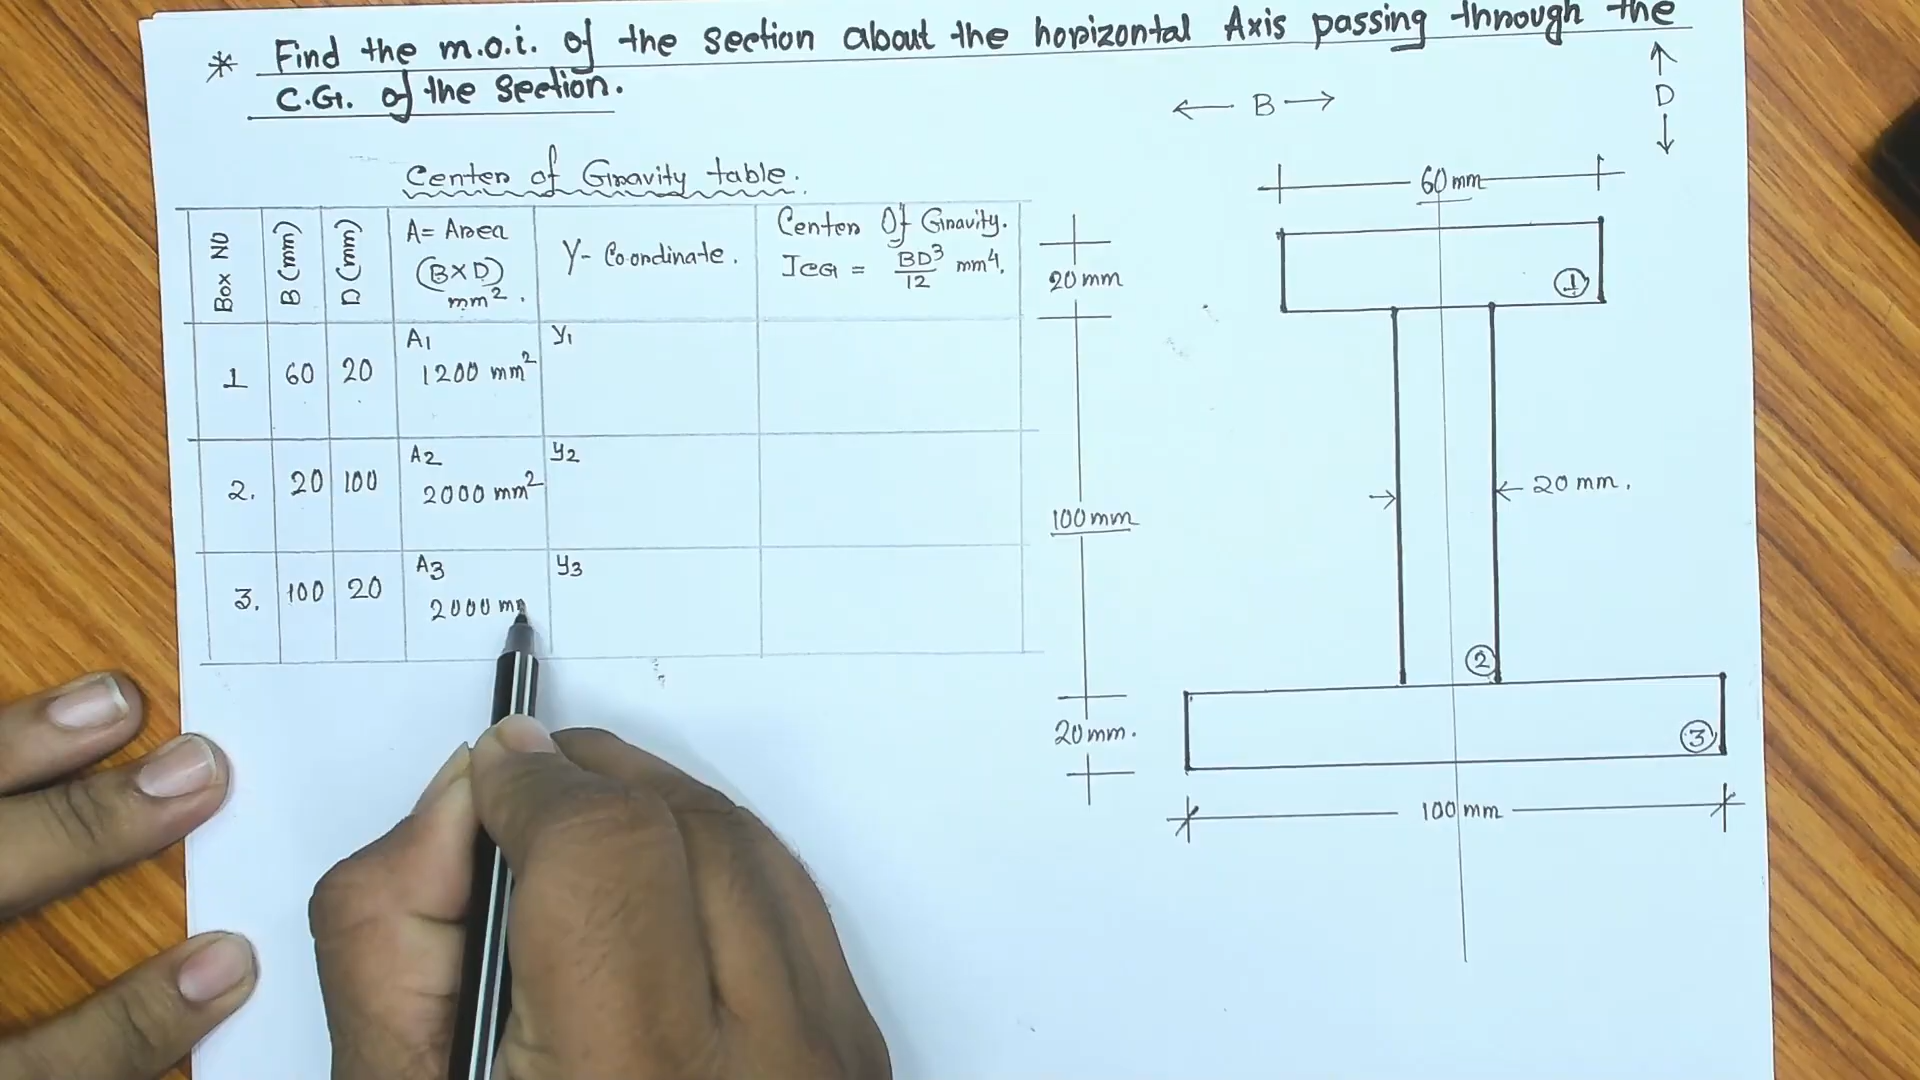 * Find the m.o.i. of the section about the horizontal Axis passing through the
C.G. of the section.
← B →
D
Center of Gravity table.
Box NO
B (mm)
D (mm)
A= Area
(B×D)
mm².
Y- Coordinate.
Center Of Gravity.
ICG = BD³/12 mm⁴.
1 60 20 A1 1200 mm² y1
2. 20 100 A2 2000 mm² y2
3. 100 20 A3 2000 mm y3
60 mm
20 mm
1
100 mm
20 mm.
2
20 mm.
3
100 mm